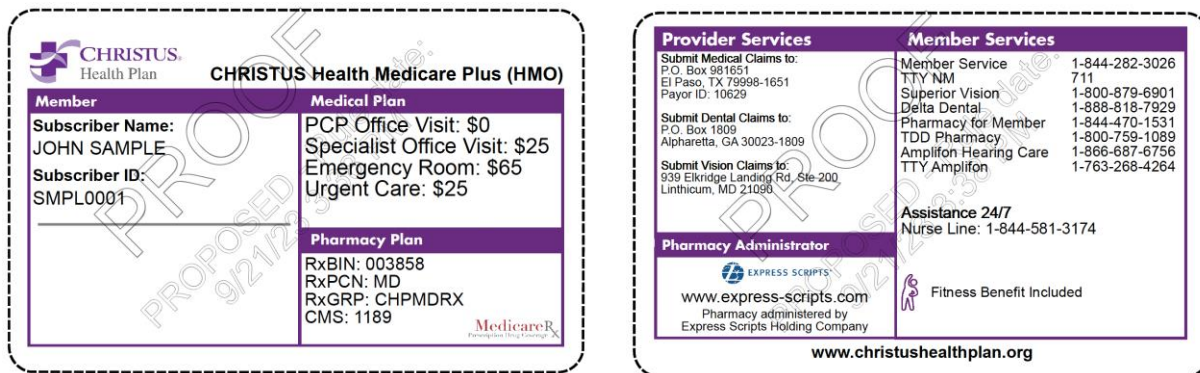 CHRISTUS®
Health Plan
CHRISTUS Health Medicare Plus (HMO)
Member
Subscriber Name:
JOHN SAMPLE
Subscriber ID:
SMPL0001
Medical Plan
PCP Office Visit: $0
Specialist Office Visit: $25
Emergency Room: $65
Urgent Care: $25
Pharmacy Plan
RxBIN: 003858
RxPCN: MD
RxGRP: CHPMDRX
CMS: 1189
MedicareRx
Prescription Drug Coverage
PROOF
Provider Services
Submit Medical Claims to:
P.O. Box 981651
El Paso, TX 79998-1651
Payor ID: 10629
Submit Dental Claims to:
P.O. Box 1809
Alpharetta, GA 30023-1809
Submit Vision Claims to:
939 Elkridge Landing Rd, Ste 200
Linthicum, MD 21090
Pharmacy Administrator
EXPRESS SCRIPTS®
www.express-scripts.com
Pharmacy administered by
Express Scripts Holding Company
Member Services
Member Service 1-844-282-3026
TTY NM 711
Superior Vision 1-800-879-6901
Delta Dental 1-888-818-7929
Pharmacy for Member 1-844-470-1531
TDD Pharmacy 1-800-759-1089
Amplifon Hearing Care 1-866-687-6756
TTY Amplifon 1-763-268-4264
Assistance 24/7
Nurse Line: 1-844-581-3174
Fitness Benefit Included
www.christushealthplan.org
PROOF